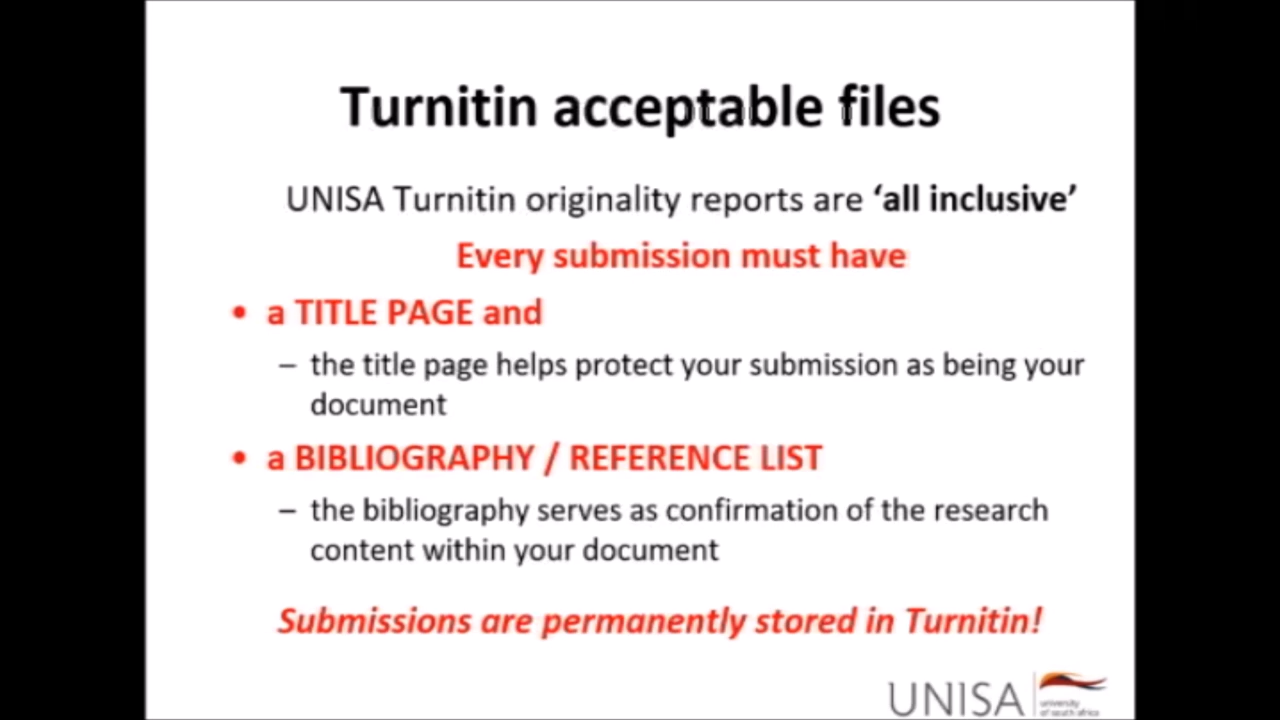 Turnitin acceptable files
UNISA Turnitin originality reports are ‘all inclusive’
Every submission must have
• a TITLE PAGE and
– the title page helps protect your submission as being your
document
• a BIBLIOGRAPHY / REFERENCE LIST
– the bibliography serves as confirmation of the research
content within your document
Submissions are permanently stored in Turnitin!
UNISA
university
of south africa